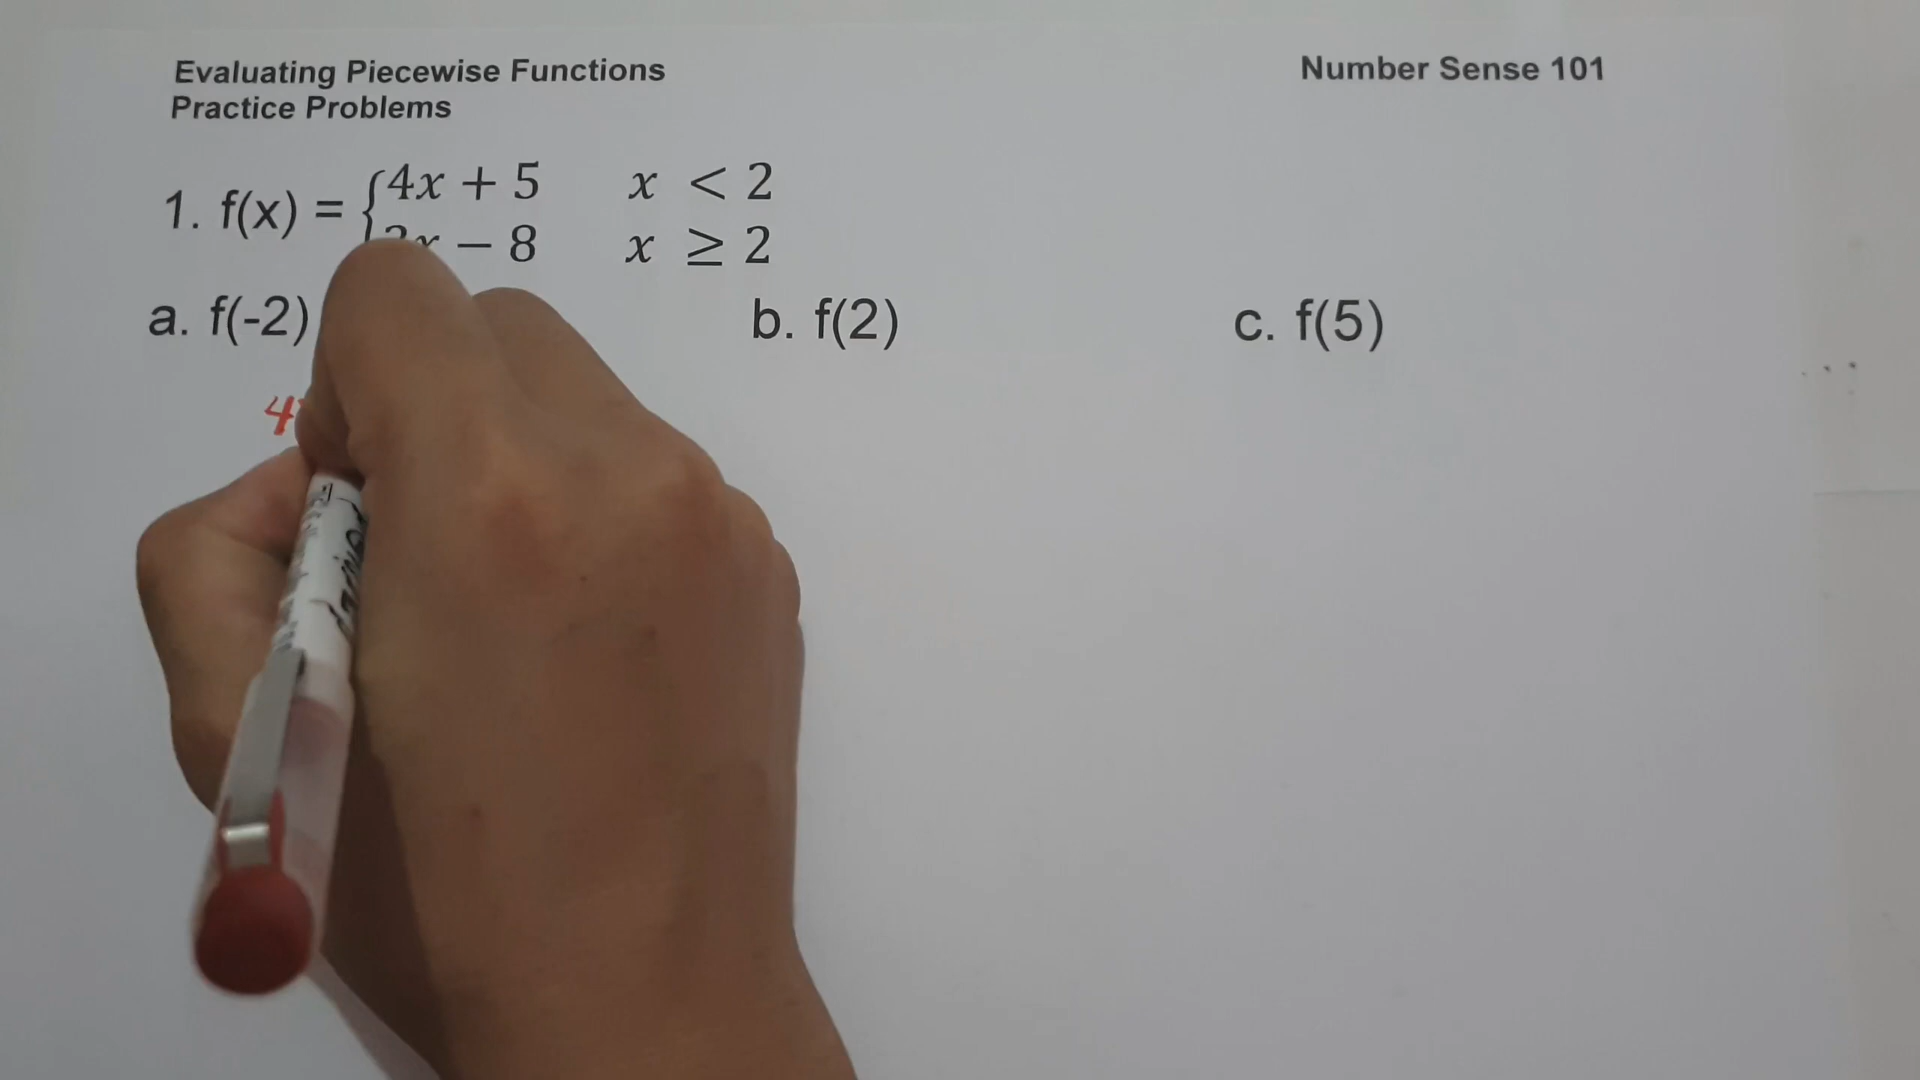 Evaluating Piecewise Functions
Number Sense 101
Practice Problems
1. f(x) = { 4x + 5 x < 2
x − 8 x ≥ 2
a. f(-2)
b. f(2)
c. f(5)
4